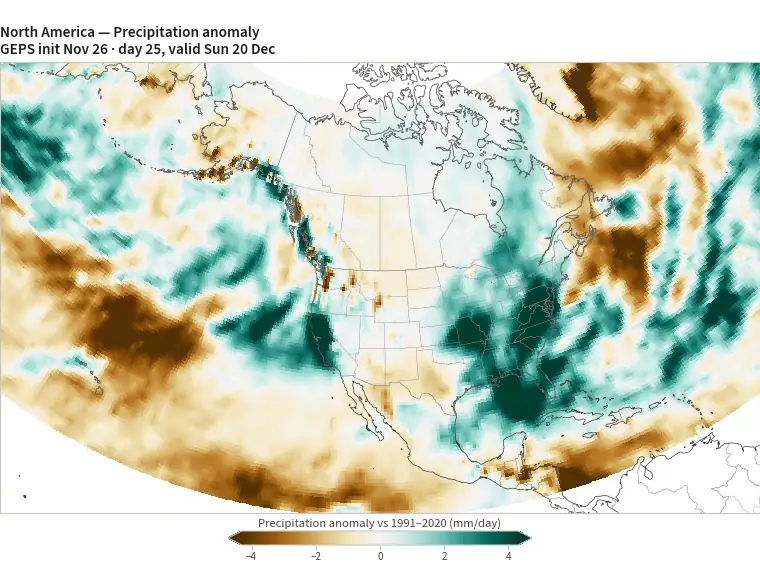 North America — Precipitation anomaly
GEPS init Nov 26 · day 25, valid Sun 20 Dec
Precipitation anomaly vs 1991–2020 (mm/day)
−4 −2 0 2 4